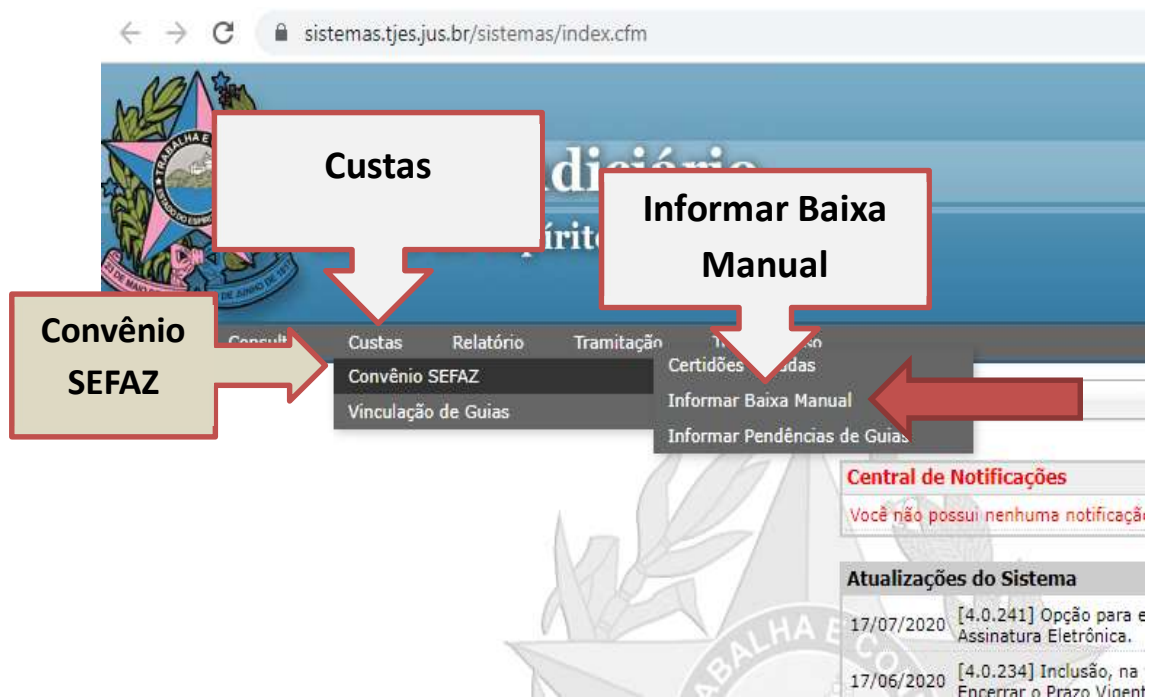 sistemas.tjes.jus.br/sistemas/index.cfm
Custas
Informar Baixa
Manual
Convênio
SEFAZ
Custas Relatório Tramitação
Convênio SEFAZ
Vinculação de Guias
Certidões
Informar Baixa Manual
Informar Pendências de Guias
Central de Notificações
Você não possui nenhuma
Atualizações do Sistema
17/07/2020 [4.0.241] Opção para
Assinatura Eletrônica.
17/06/2020 [4.0.234] Inclusão, na
Encerrar o Prazo
TRABALHA E